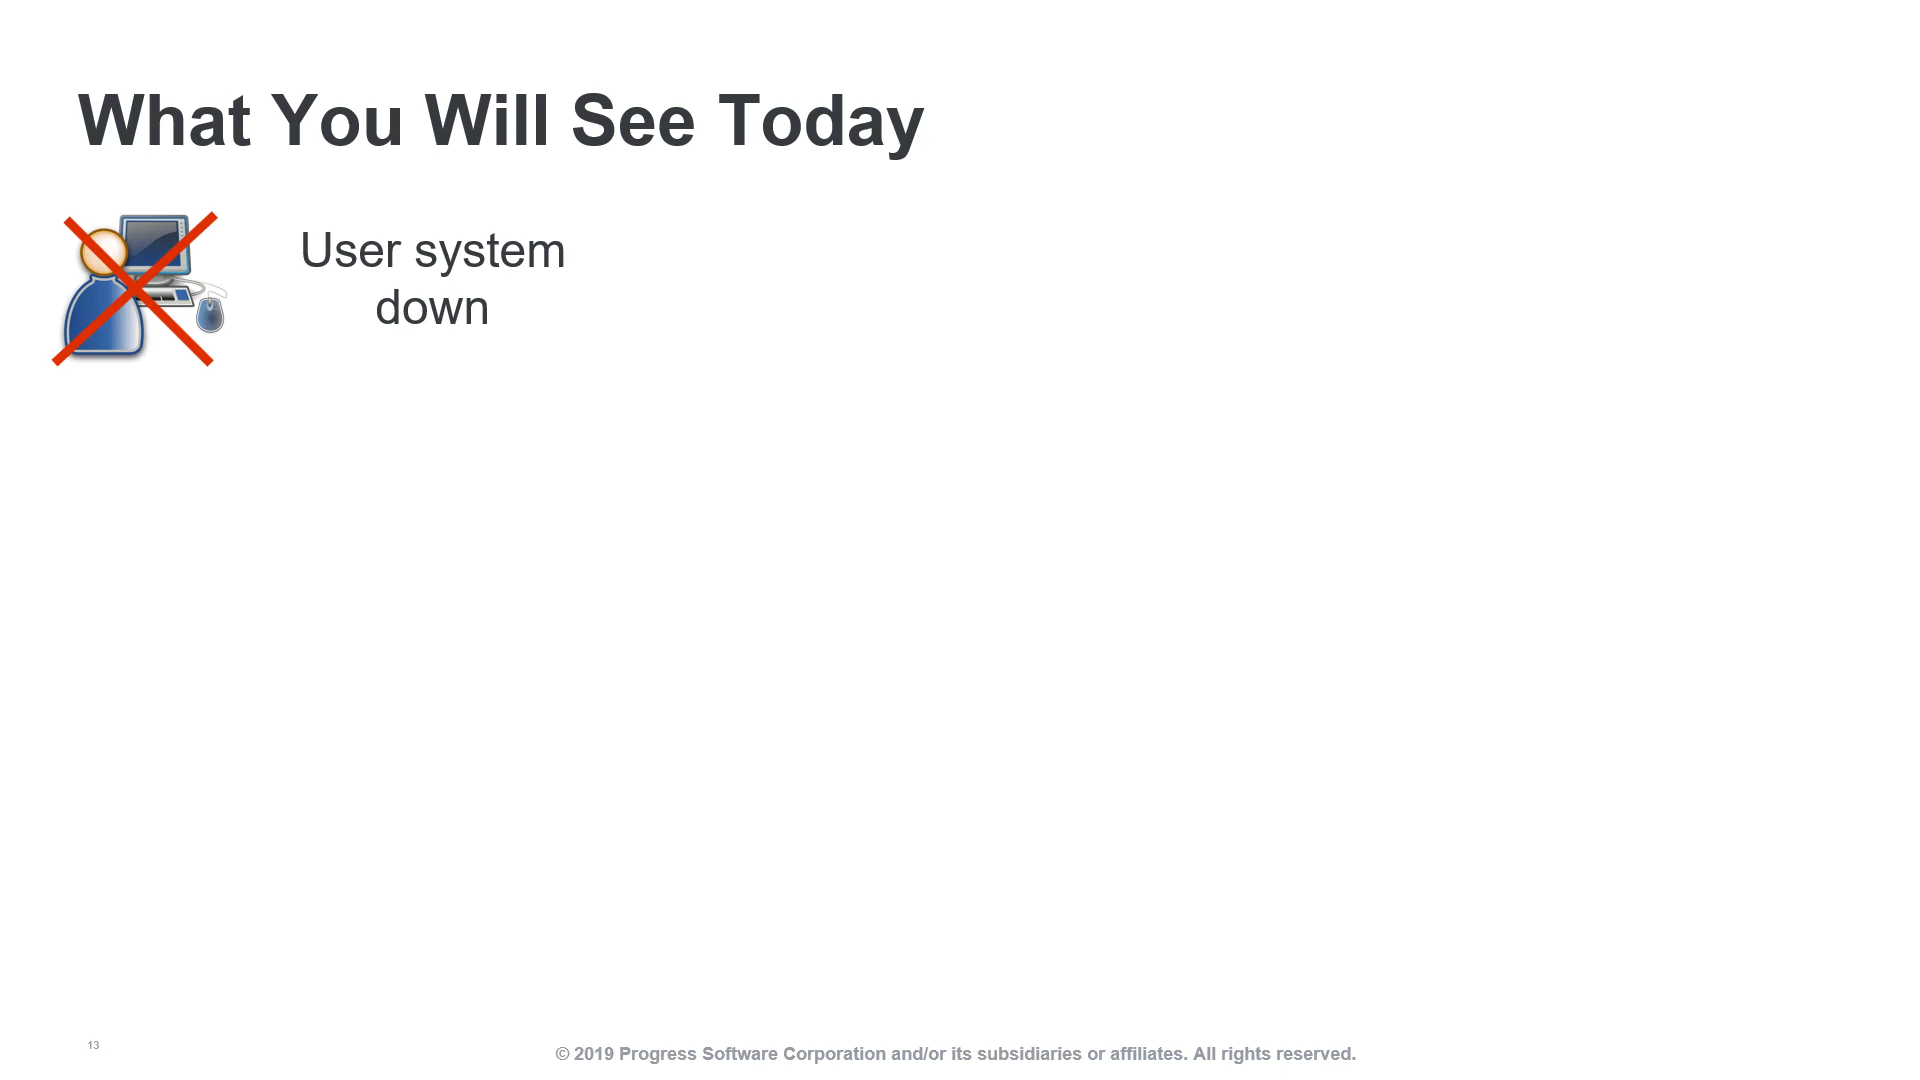 What You Will See Today
User system
down
13
© 2019 Progress Software Corporation and/or its subsidiaries or affiliates. All rights reserved.